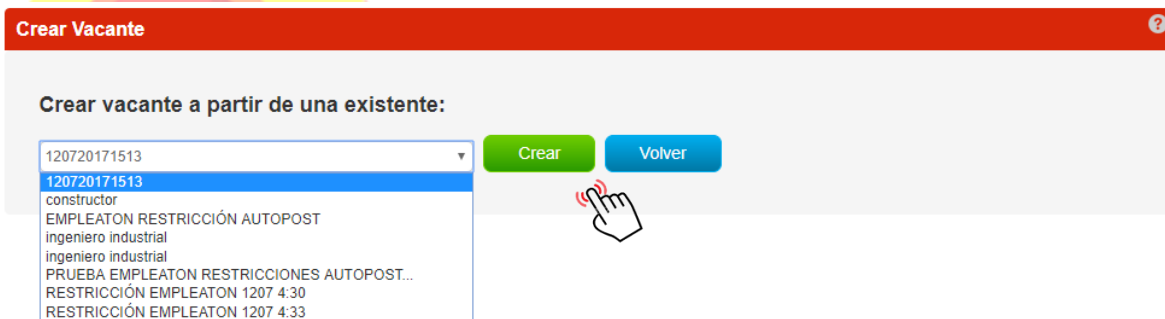 Crear Vacante
?
Crear vacante a partir de una existente:
120720171513
Crear
Volver
120720171513
constructor
EMPLEATON RESTRICCIÓN AUTOPOST
ingeniero industrial
ingeniero industrial
PRUEBA EMPLEATON RESTRICCIONES AUTOPOST...
RESTRICCIÓN EMPLEATON 1207 4:30
RESTRICCIÓN EMPLEATON 1207 4:33